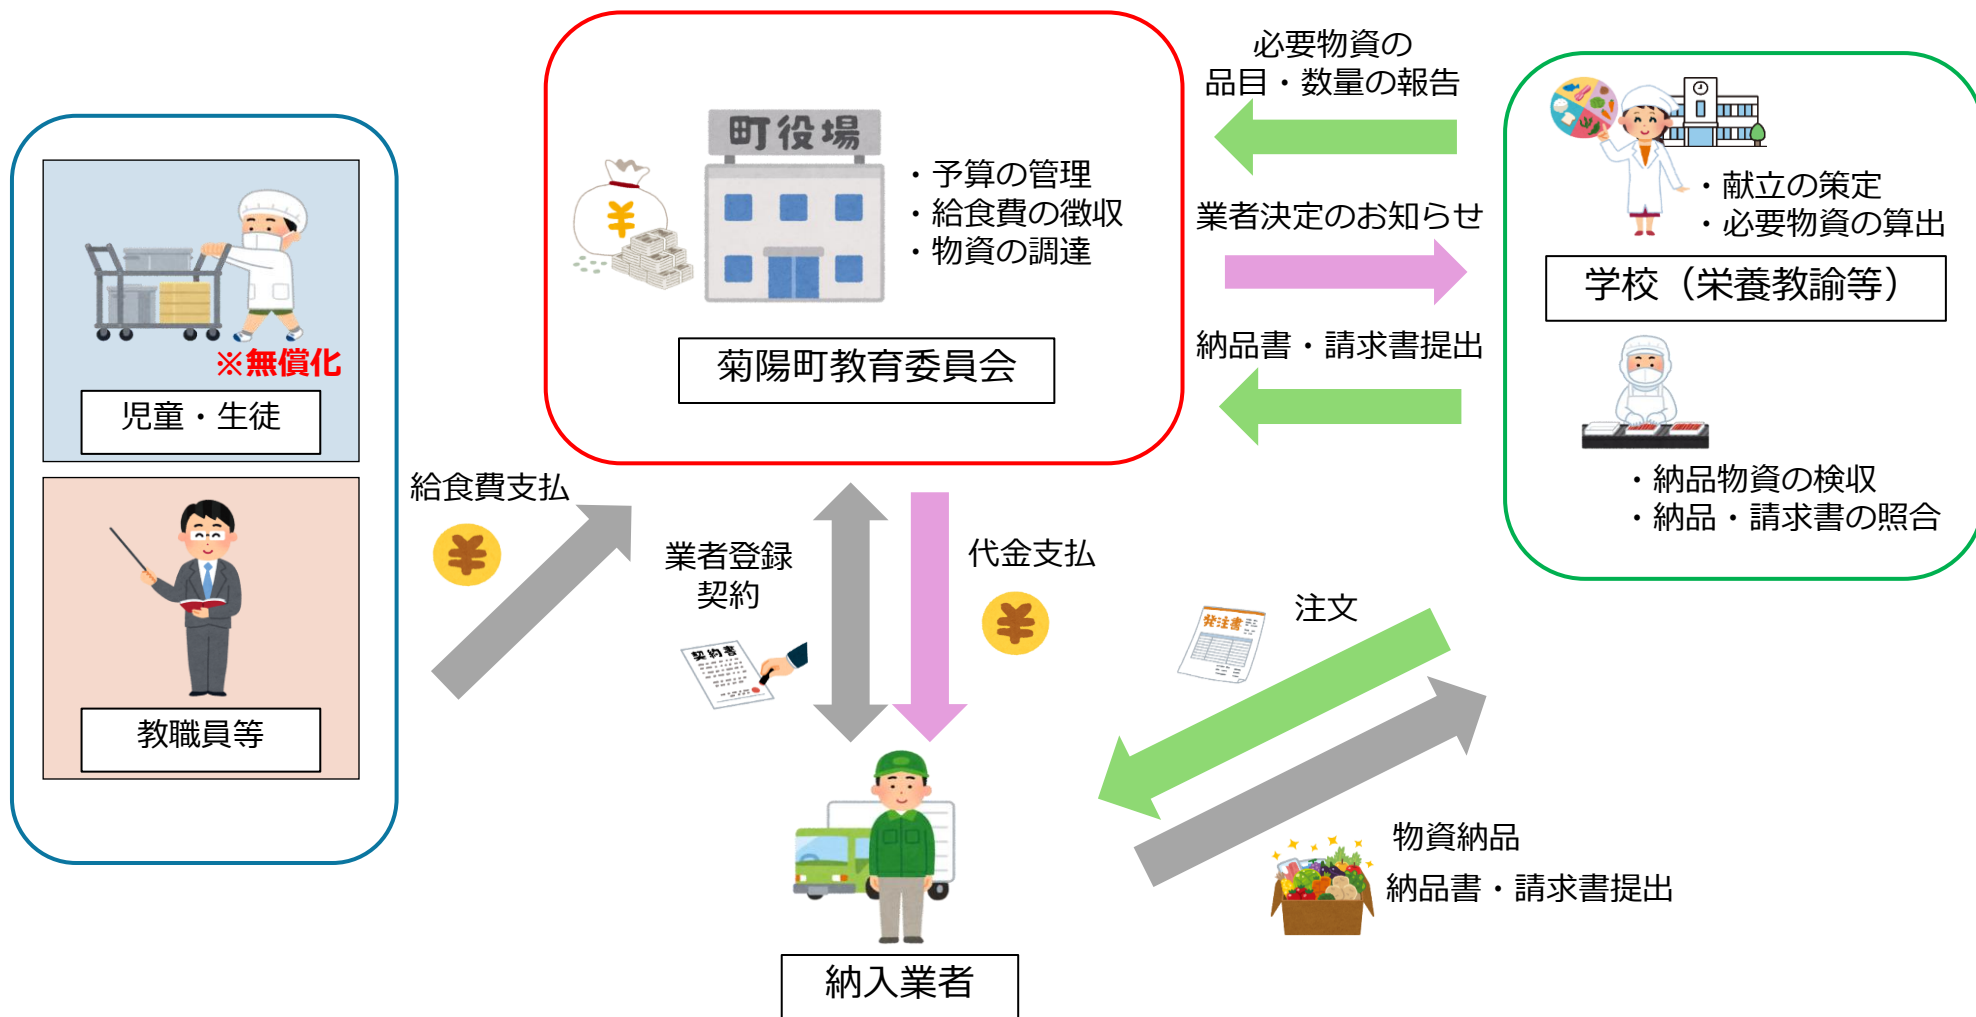 ※無償化
児童・生徒
教職員等
給食費支払
町役場
・予算の管理
・給食費の徴収
・物資の調達
菊陽町教育委員会
必要物資の
品目・数量の報告
業者決定のお知らせ
納品書・請求書提出
・献立の策定
・必要物資の算出
学校（栄養教諭等）
・納品物資の検収
・納品・請求書の照合
業者登録
契約
契約書
代金支払
発注書
注文
物資納品
納品書・請求書提出
納入業者